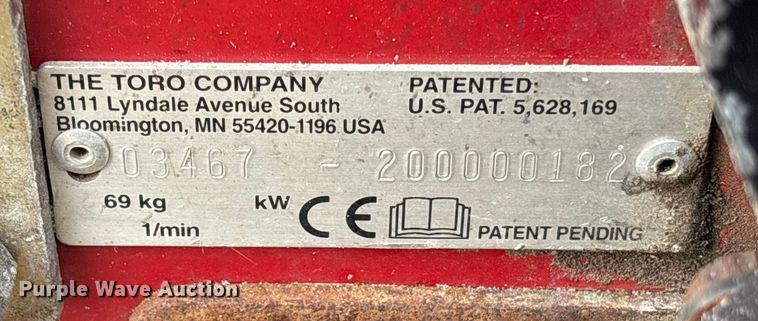 THE TORO COMPANY
8111 Lyndale Avenue South
Bloomington, MN 55420-1196 USA
PATENTED:
U.S. PAT. 5,628,169
03467 - 200000182
69 kg kW
1/min
CE
PATENT PENDING
Purple Wave Auction